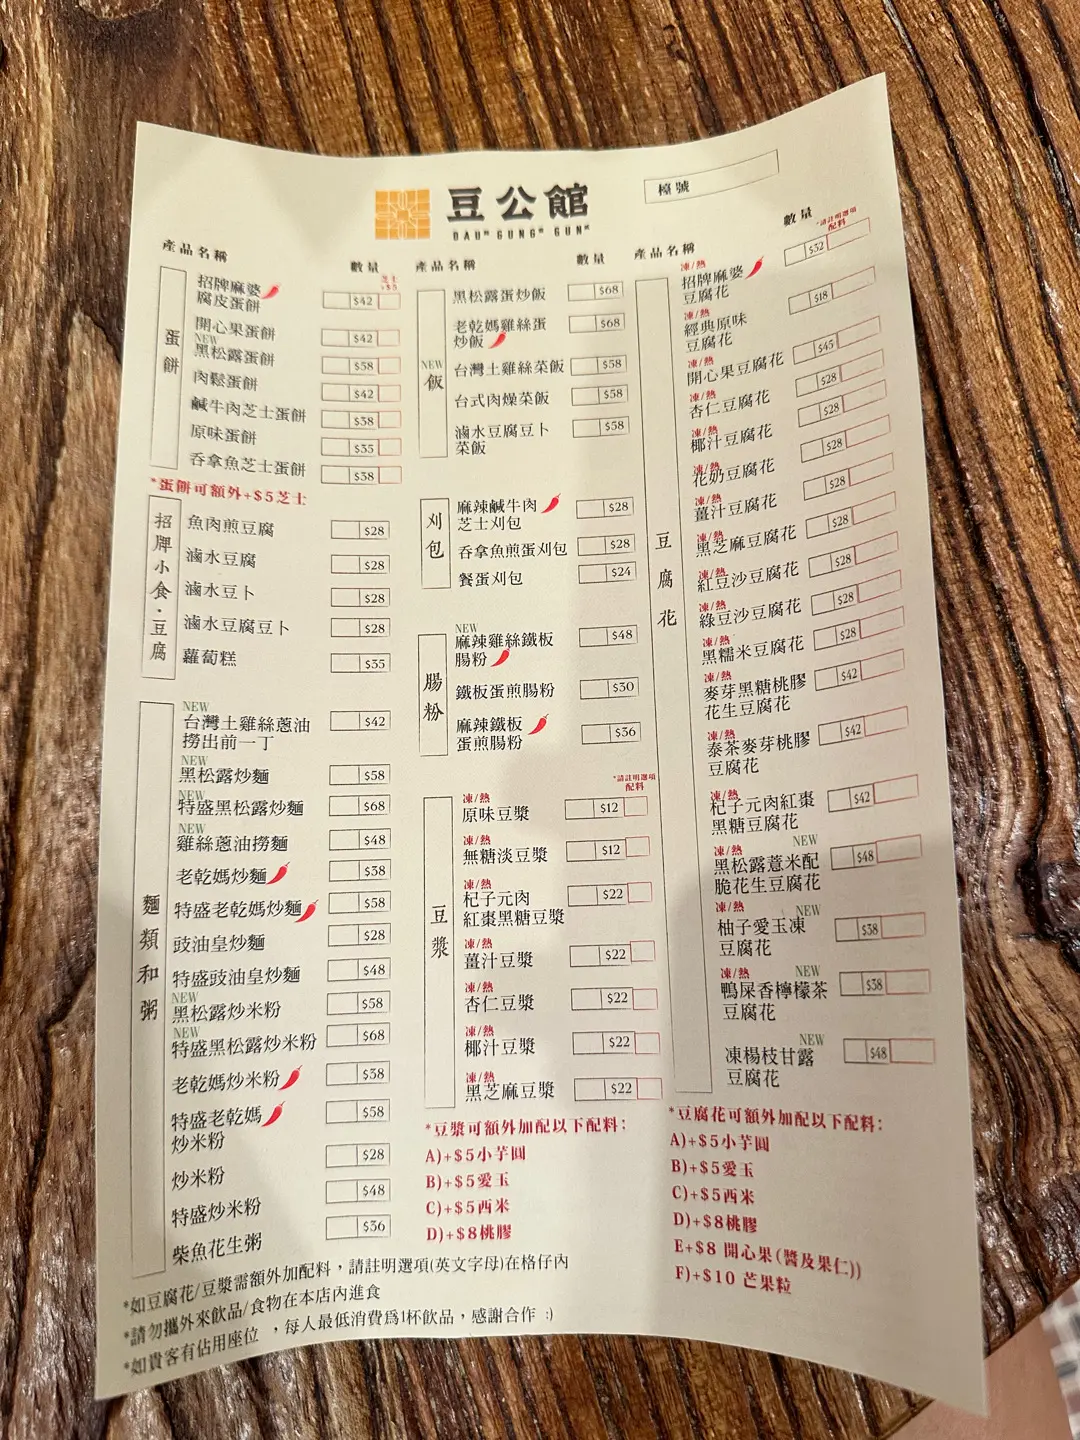 豆公館
DAU GUNG GUN
檯號
產品名稱
數量
芝士
+$5
蛋餅
招牌麻婆
腐皮蛋餅 $42
開心果蛋餅 $42
NEW
黑松露蛋餅 $58
肉鬆蛋餅 $42
鹹牛肉芝士蛋餅 $38
原味蛋餅 $35
吞拿魚芝士蛋餅 $38
*蛋餅可額外+$5芝士
招牌小食·豆腐
魚肉煎豆腐 $28
滷水豆腐 $28
滷水豆卜 $28
滷水豆腐豆卜 $28
蘿蔔糕 $35
麵類和粥
NEW
台灣土雞絲蔥油
撈出前一丁 $42
NEW
黑松露炒麵 $58
NEW
特盛黑松露炒麵 $68
NEW
雞絲蔥油撈麵 $48
老乾媽炒麵 $38
特盛老乾媽炒麵 $58
豉油皇炒麵 $28
特盛豉油皇炒麵 $48
NEW
黑松露炒米粉 $58
NEW
特盛黑松露炒米粉 $68
老乾媽炒米粉 $38
特盛老乾媽
炒米粉 $58
炒米粉 $28
特盛炒米粉 $48
柴魚花生粥 $36
產品名稱
數量
NEW
飯
黑松露蛋炒飯 $68
老乾媽雞絲蛋
炒飯 $68
台灣土雞絲菜飯 $58
台式肉燥菜飯 $58
滷水豆腐豆卜
菜飯 $58
刈包
麻辣鹹牛肉
芝士刈包 $28
吞拿魚煎蛋刈包 $28
餐蛋刈包 $24
腸粉
NEW
麻辣雞絲鐵板
腸粉 $48
鐵板蛋煎腸粉 $30
麻辣鐵板
蛋煎腸粉 $36
*請註明選項
配料
豆漿
凍/熱
原味豆漿 $12
凍/熱
無糖淡豆漿 $12
凍/熱
杞子元肉
紅棗黑糖豆漿 $22
凍/熱
薑汁豆漿 $22
凍/熱
杏仁豆漿 $22
凍/熱
椰汁豆漿 $22
凍/熱
黑芝麻豆漿 $22
*豆漿可額外加配以下配料:
A)+$5小芋圓
B)+$5愛玉
C)+$5西米
D)+$8桃膠
產品名稱
數量
*請註明選項
配料
豆腐花
凍/熱
招牌麻婆
豆腐花 $32
凍/熱
經典原味
豆腐花 $18
凍/熱
開心果豆腐花 $45
凍/熱
杏仁豆腐花 $28
凍/熱
椰汁豆腐花 $28
凍/熱
花奶豆腐花 $28
凍/熱
薑汁豆腐花 $28
凍/熱
黑芝麻豆腐花 $28
凍/熱
紅豆沙豆腐花 $28
凍/熱
綠豆沙豆腐花 $28
凍/熱
黑糯米豆腐花 $28
凍/熱
麥芽黑糖桃膠
花生豆腐花 $42
凍/熱
泰茶麥芽桃膠
豆腐花 $42
凍/熱
杞子元肉紅棗
黑糖豆腐花 $42
凍/熱 NEW
黑松露薏米配
脆花生豆腐花 $48
凍/熱 NEW
柚子愛玉凍
豆腐花 $38
凍/熱 NEW
鴨屎香檸檬茶
豆腐花 $38
NEW
凍楊枝甘露
豆腐花 $48
*豆腐花可額外加配以下配料:
A)+$5小芋圓
B)+$5愛玉
C)+$5西米
D)+$8桃膠
E+$8 開心果(醬及果仁))
F)+$10 芒果粒
*如豆腐花/豆漿需額外加配料，請註明選項(英文字母)在格仔內
*請勿攜外來飲品/食物在本店內進食
*如貴客有佔用座位 ，每人最低消費爲1杯飲品，感謝合作 :)